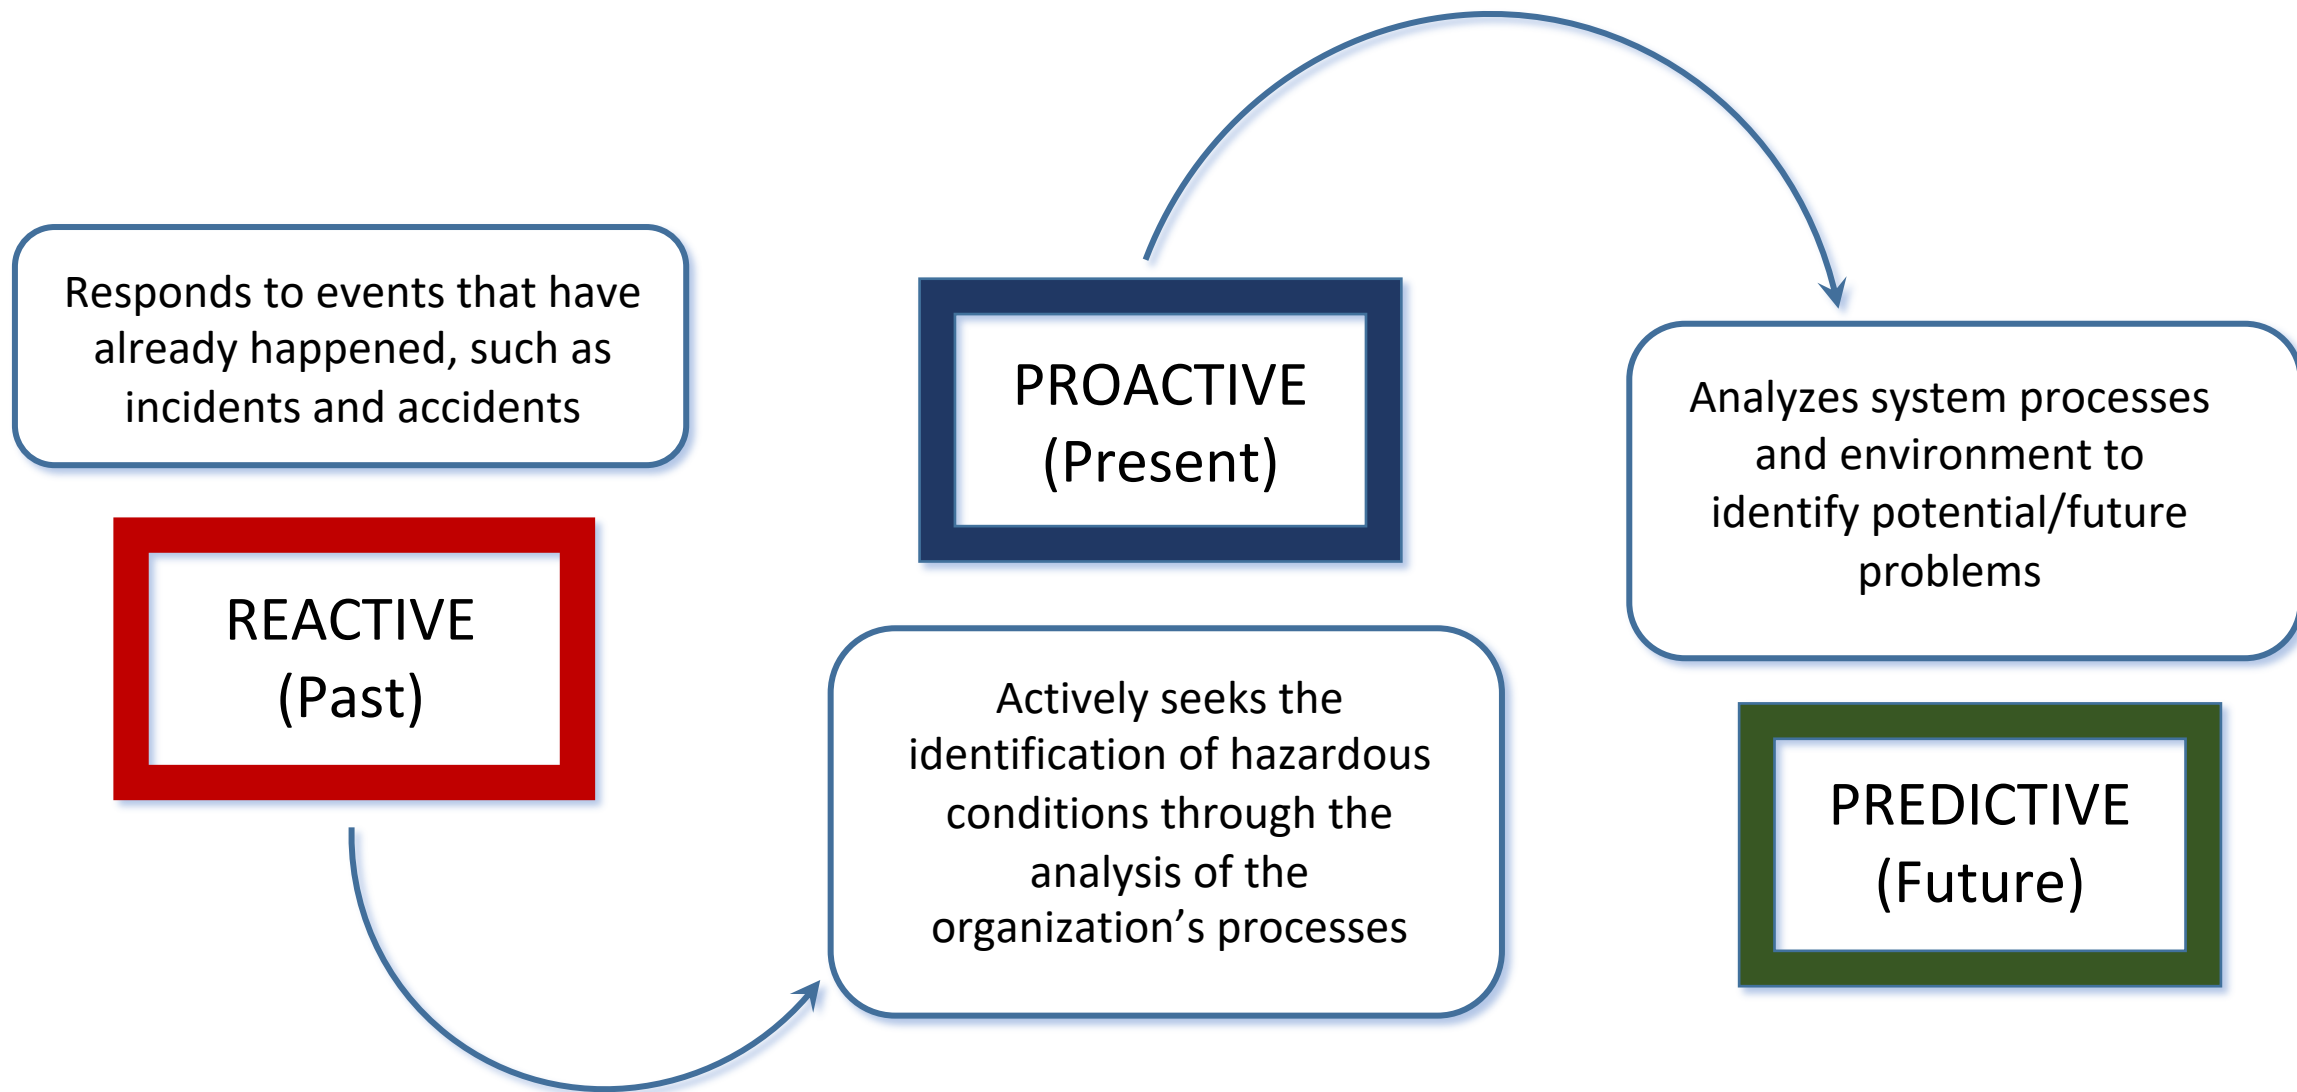 Responds to events that have
already happened, such as
incidents and accidents
REACTIVE
(Past)
PROACTIVE
(Present)
Actively seeks the
identification of hazardous
conditions through the
analysis of the
organization’s processes
Analyzes system processes
and environment to
identify potential/future
problems
PREDICTIVE
(Future)